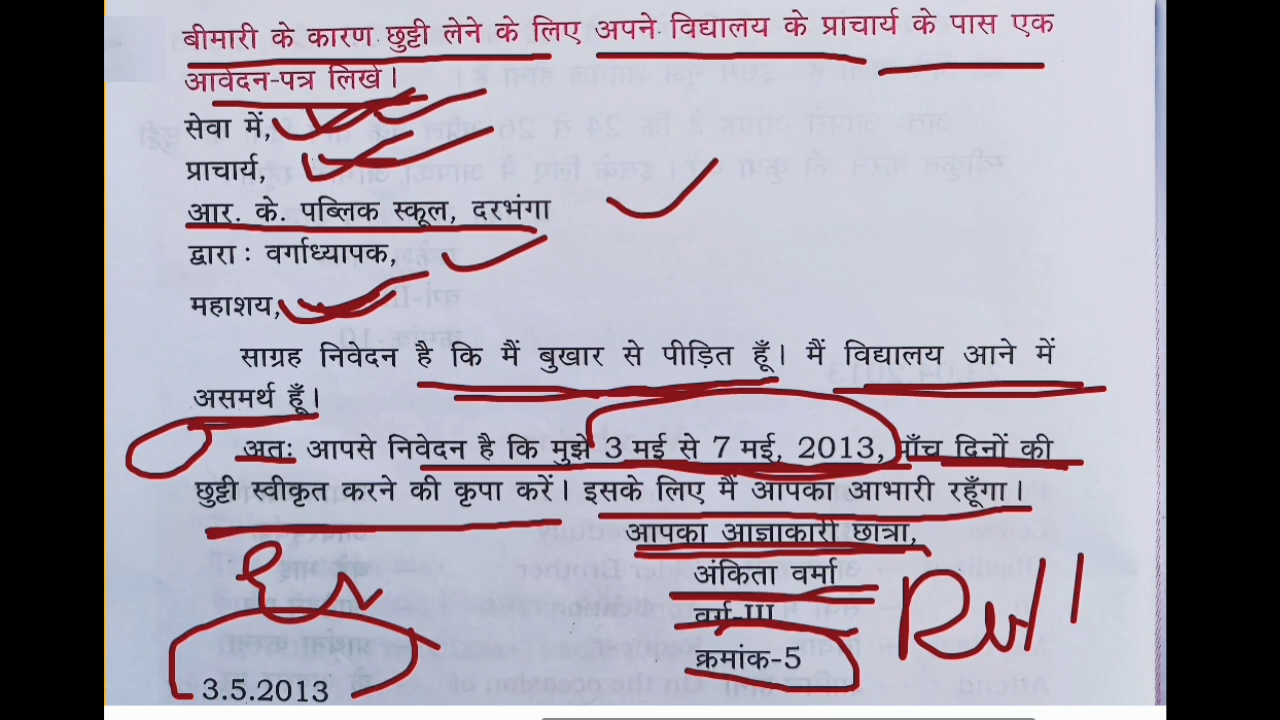 बीमारी के कारण छुट्टी लेने के लिए अपने विद्यालय के प्राचार्य के पास एक
आवेदन-पत्र लिखे।
सेवा में,
प्राचार्य,
आर. के. पब्लिक स्कूल, दरभंगा
द्वारा : वर्गाध्यापक,
महाशय,
साग्रह निवेदन है कि मैं बुखार से पीड़ित हूँ। मैं विद्यालय आने में
असमर्थ हूँ।
अतः आपसे निवेदन है कि मुझे 3 मई से 7 मई, 2013, पाँच दिनों की
छुट्टी स्वीकृत करने की कृपा करें। इसके लिए मैं आपका आभारी रहूँगा।
आपका आज्ञाकारी छात्रा,
अंकिता वर्मा
वर्ग-III
क्रमांक-5
3.5.2013